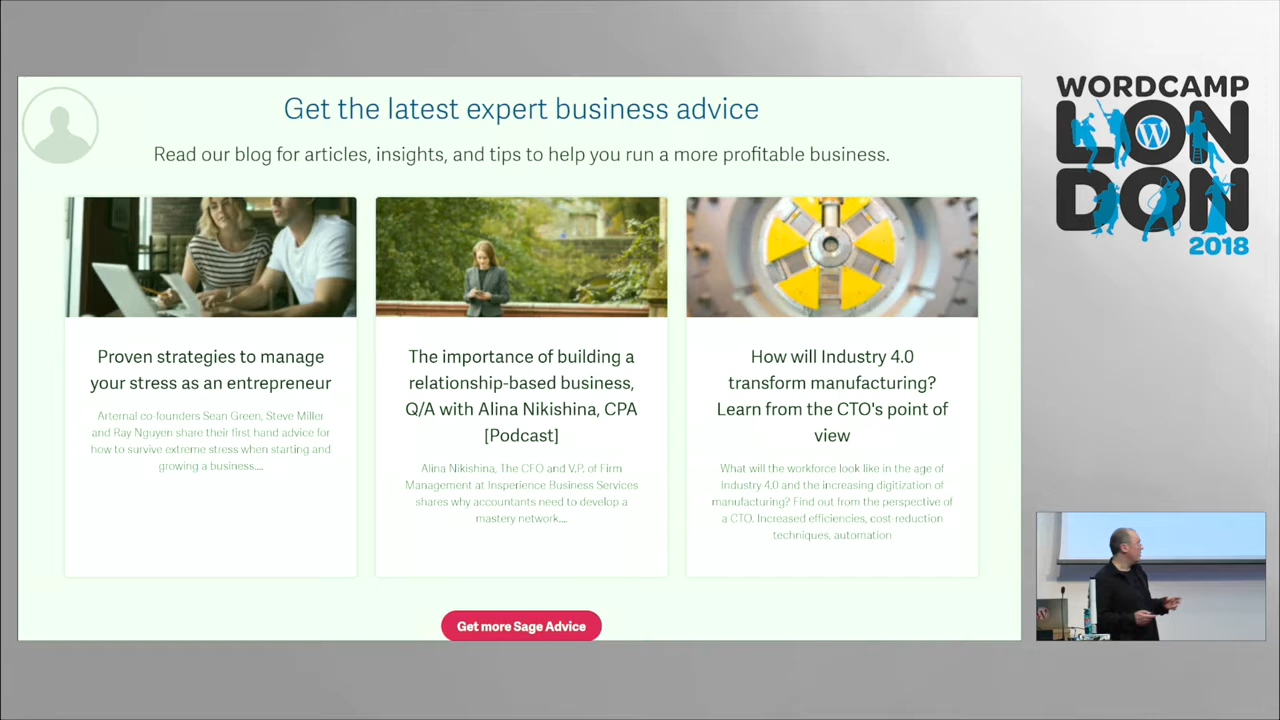 Get the latest expert business advice
Read our blog for articles, insights, and tips to help you run a more profitable business.
Proven strategies to manage
your stress as an entrepreneur
Arternal co-founders Sean Green, Steve Miller
and Ray Nguyen share their first hand advice for
how to survive extreme stress when starting and
growing a business....
The importance of building a
relationship-based business,
Q/A with Alina Nikishina, CPA
[Podcast]
Alina Nikishina, The CFO and V.P. of Firm
Management at Insperience Business Services
shares why accountants need to develop a
mastery network....
How will Industry 4.0
transform manufacturing?
Learn from the CTO's point of
view
What will the workforce look like in the age of
Industry 4.0 and the increasing digitization of
manufacturing? Find out from the perspective of
a CTO. Increased efficiencies, cost-reduction
techniques, automation
Get more Sage Advice
WORDCAMP
LON
DON
2018